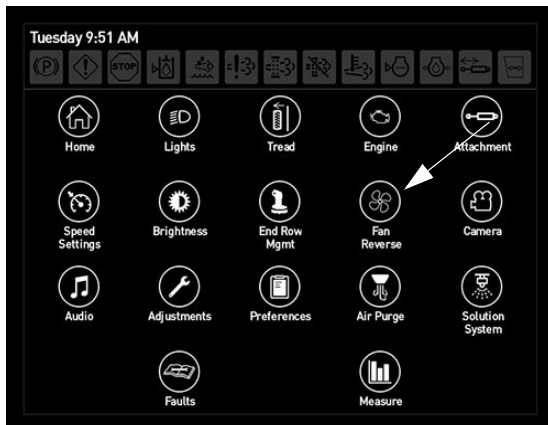 Tuesday 9:51 AM
(P)
STOP
Home
Lights
Tread
Engine
Attachment
Speed
Settings
Brightness
End Row
Mgmt
Fan
Reverse
Camera
Audio
Adjustments
Preferences
Air Purge
Solution
System
Faults
Measure